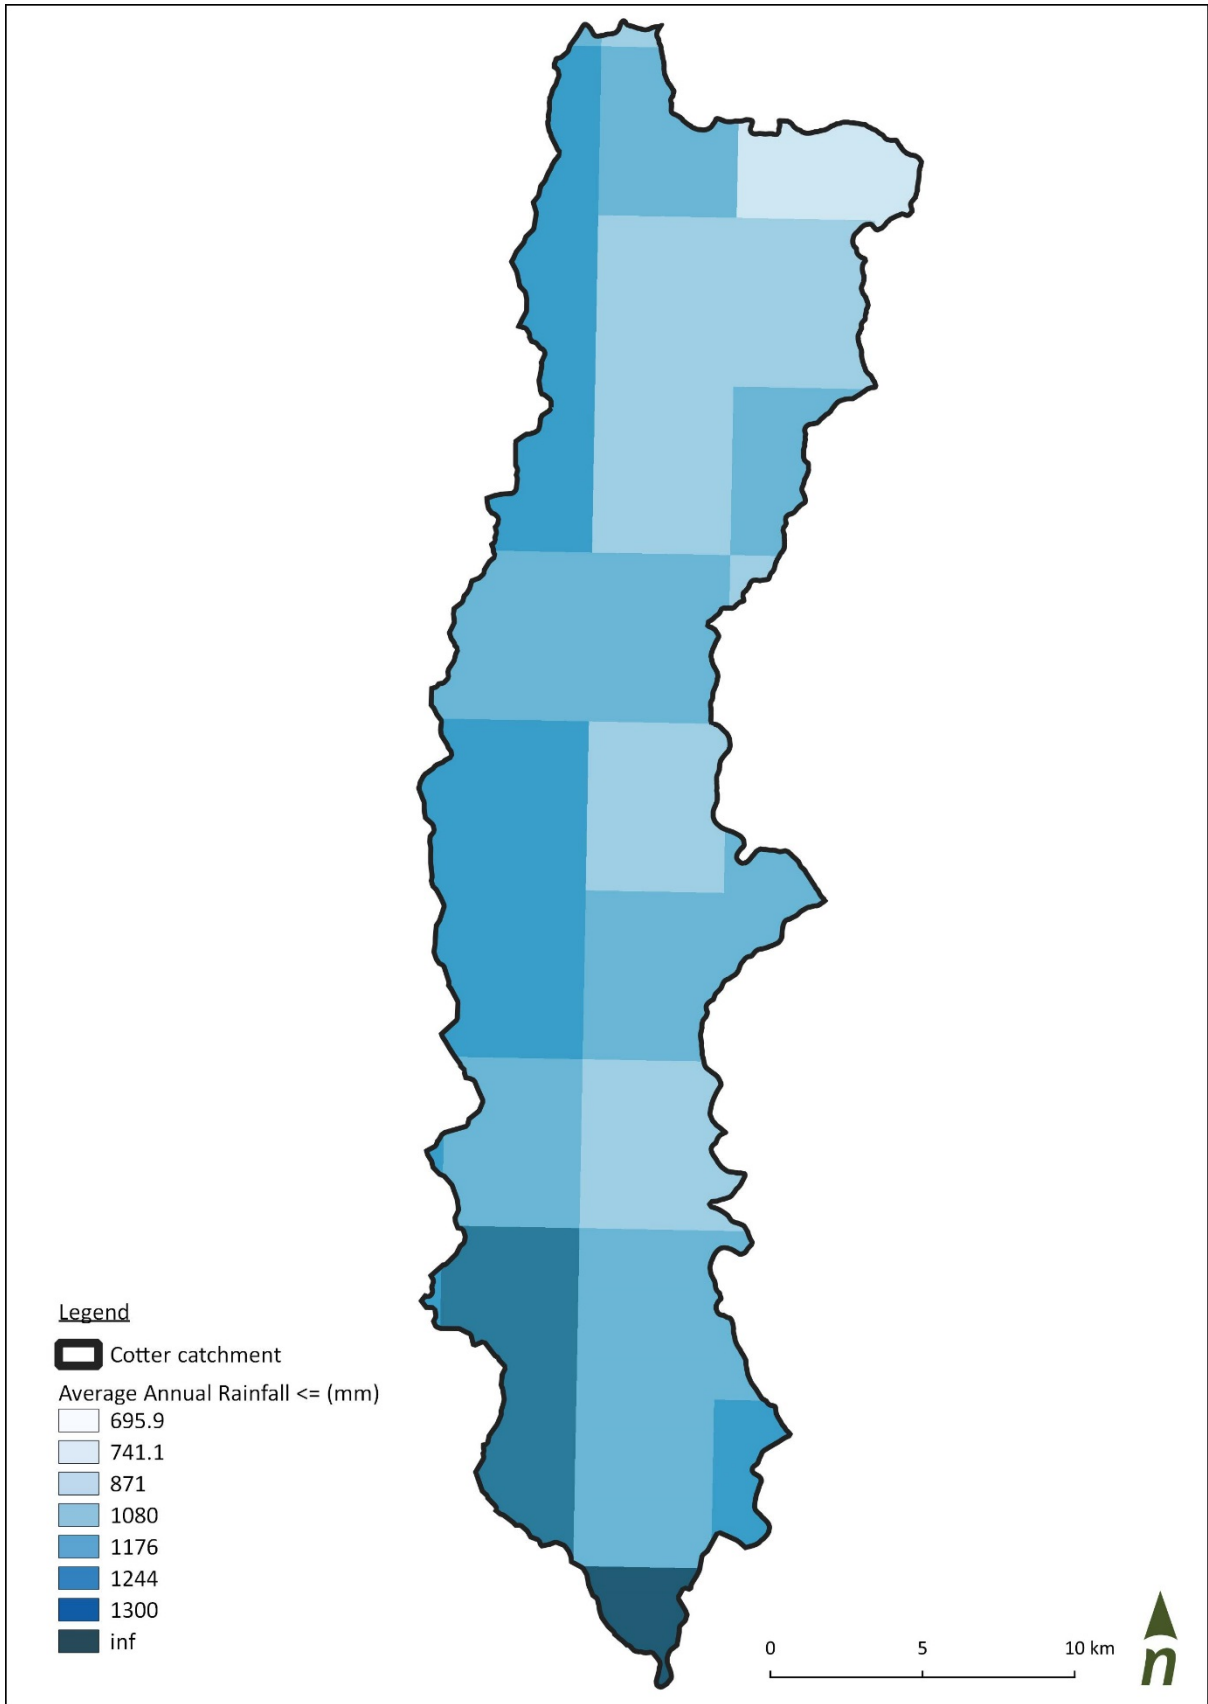 Legend
Cotter catchment
Average Annual Rainfall <= (mm)
695.9
741.1
871
1080
1176
1244
1300
inf
0 5 10 km
n